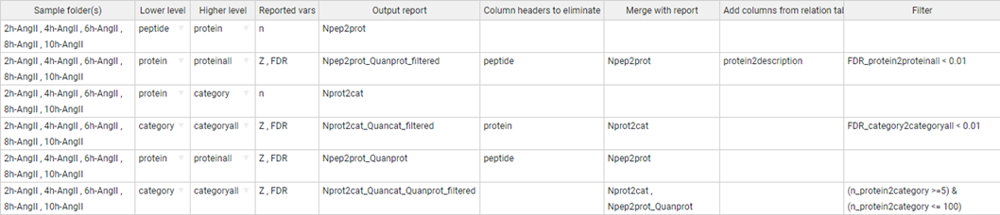 Sample folder(s) Lower level Higher level Reported vars Output report Column headers to eliminate Merge with report Add columns from relation tal Filter
2h-AngII , 4h-AngII , 6h-AngII , peptide protein n Npep2prot
8h-AngII , 10h-AngII
2h-AngII , 4h-AngII , 6h-AngII , protein proteinall Z , FDR Npep2prot_Quanprot_filtered peptide Npep2prot protein2description FDR_protein2proteinall < 0.01
8h-AngII , 10h-AngII
2h-AngII , 4h-AngII , 6h-AngII , protein category n Nprot2cat
8h-AngII , 10h-AngII
2h-AngII , 4h-AngII , 6h-AngII , category categoryall Z , FDR Nprot2cat_Quancat_filtered protein Nprot2cat FDR_category2categoryall < 0.01
8h-AngII , 10h-AngII
2h-AngII , 4h-AngII , 6h-AngII , protein proteinall Z , FDR Npep2prot_Quanprot peptide Npep2prot
8h-AngII , 10h-AngII
2h-AngII , 4h-AngII , 6h-AngII , category categoryall Z , FDR Nprot2cat_Quancat_Quanprot_filtered Nprot2cat , (n_protein2category >=5) &
8h-AngII , 10h-AngII Npep2prot_Quanprot (n_protein2category <= 100)